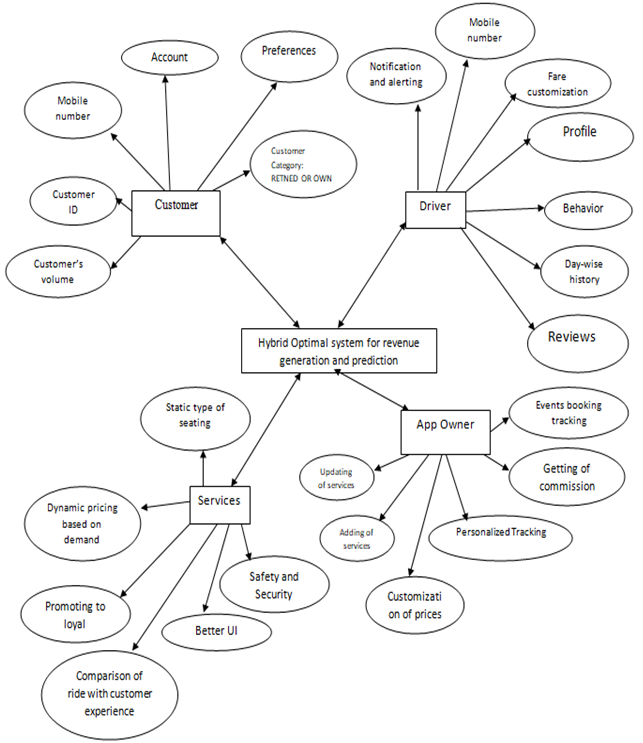 Mobile
number
Preferences
Account
Notification
and alerting
Fare
customization
Mobile
number
Profile
Customer
Category:
RETNED OR OWN
Customer
ID
Customer
Driver
Behavior
Customer's
volume
Day-wise
history
Reviews
Hybrid Optimal system for revenue
generation and prediction
Static type of
seating
App Owner
Events booking
tracking
Updating
of services
Getting of
commission
Services
Dynamic pricing
based on
demand
Adding of
services
Personalized Tracking
Safety and
Security
Customizati
on of prices
Promoting to
loyal
Better UI
Comparison of
ride with customer
experience